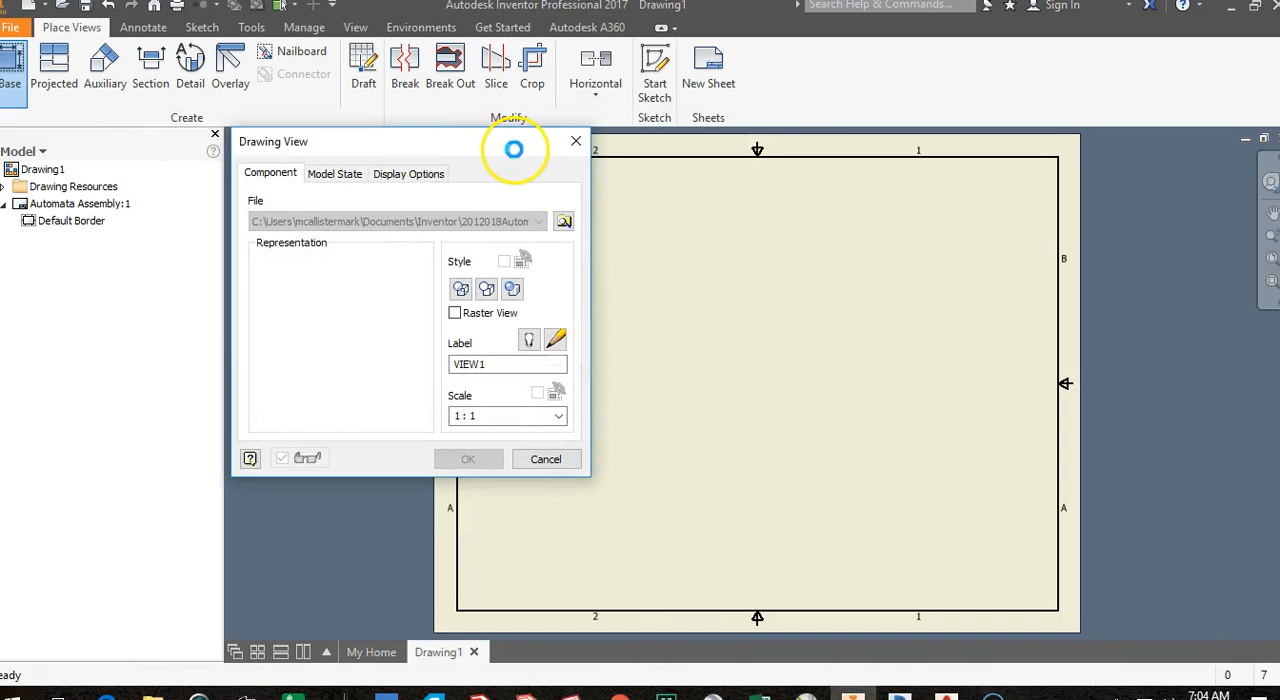 Autodesk Inventor Professional 2017 Drawing1
Search Help & Commands...
Sign In
File Place Views Annotate Sketch Tools Manage View Environments Get Started Autodesk A360
Nailboard
Connector
Base Projected Auxiliary Section Detail Overlay Draft Break Break Out Slice Crop Horizontal Start Sketch New Sheet
Create Modify Sketch Sheets
Model
Drawing1
Drawing Resources
Automata Assembly:1
Default Border
Drawing View
Component Model State Display Options
File
C:\Users\mcallistermark\Documents\Inventor\2012018Autom
Representation
Style
Raster View
Label
VIEW1
Scale
1 : 1
OK Cancel
2 1
B
A A
2 1
My Home Drawing1
eady 0 7
7:04 AM